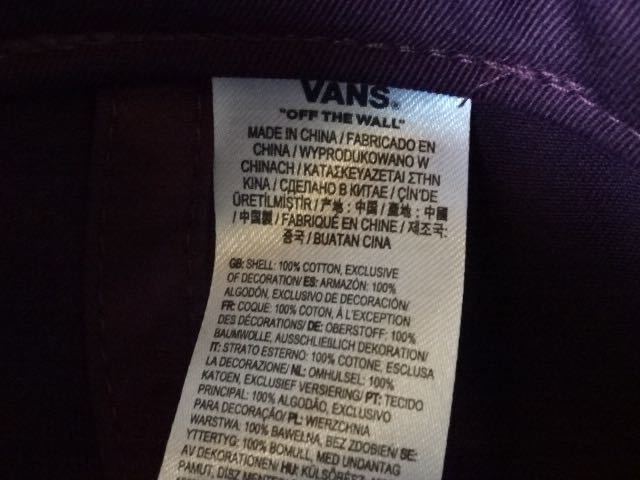 VANS®
"OFF THE WALL"
MADE IN CHINA / FABRICADO EN
CHINA / WYPRODUKOWANO W
CHINACH / ΚΑΤΑΣΚΕΥΑΖΕΤΑΙ ΣΤΗΝ
ΚΙΝΑ / СДЕЛАНО В КИТАЕ / ÇİN'DE
ÜRETİLMİŞTİR / 产地：中国 / 產地：中國
/ 中国製 / FABRIQUÉ EN CHINE / 제조국:
중국 / BUATAN CINA
GB: SHELL: 100% COTTON, EXCLUSIVE
OF DECORATION/ ES: ARMAZÓN: 100%
ALGODÓN, EXCLUSIVO DE DECORACIÓN/
FR: COQUE: 100% COTON, À L'EXCEPTION
DES DÉCORATIONS/ DE: OBERSTOFF: 100%
BAUMWOLLE, AUSSCHLIEßLICH DEKORATION/
IT: STRATO ESTERNO: 100% COTONE, ESCLUSA
LA DECORAZIONE/ NL: OMHULSEL: 100%
KATOEN, EXCLUSIEF VERSIERING/ PT: TECIDO
PRINCIPAL: 100% ALGODÃO, EXCLUSIVO
PARA DECORAÇÃO/ PL: WIERZCHNIA
WARSTWA: 100% BAWEŁNA, BEZ ZDOBIEŃ/ SE:
YTTERTYG: 100% BOMULL, MED UNDANTAG
AV DEKORATIONEN/ HU: KÜLSŐRÉSZ:
PAMUT, DÍSZ